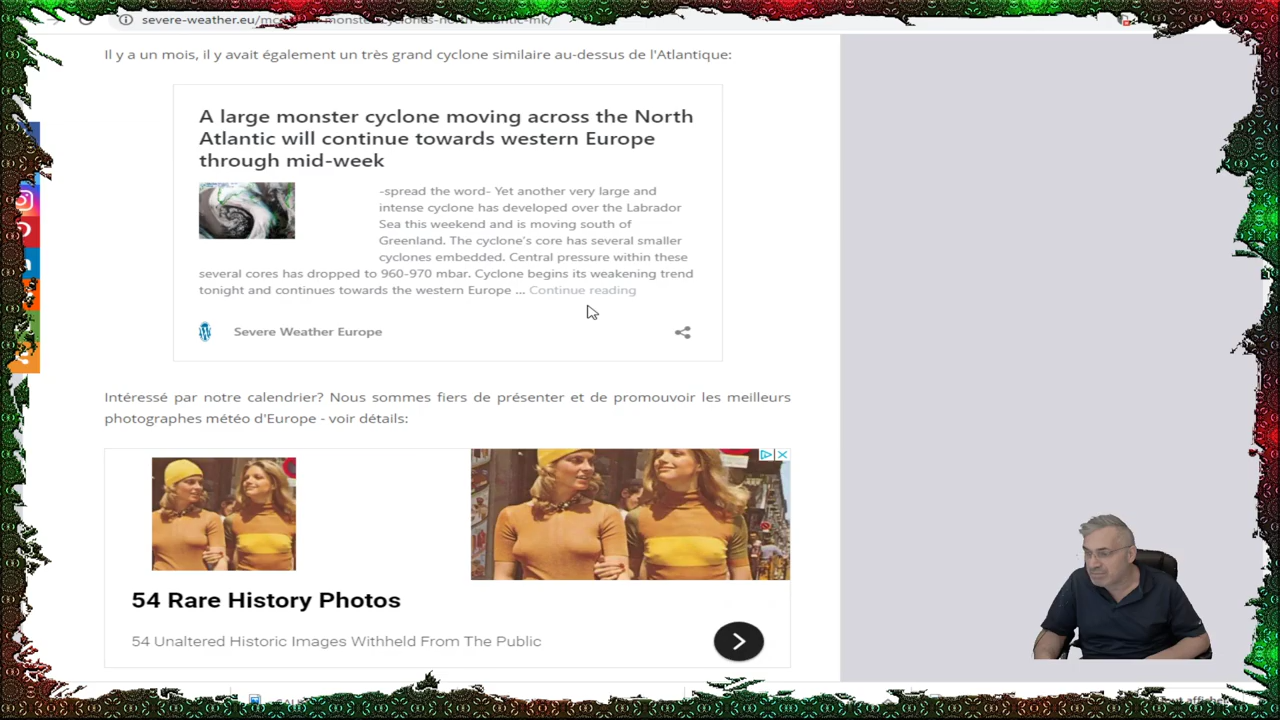 severe-weather.eu/
Il y a un mois, il y avait également un très grand cyclone similaire au-dessus de l'Atlantique:
A large monster cyclone moving across the North
Atlantic will continue towards western Europe
through mid-week
-spread the word- Yet another very large and
intense cyclone has developed over the Labrador
Sea this weekend and is moving south of
Greenland. The cyclone's core has several smaller
cyclones embedded. Central pressure within these
several cores has dropped to 960-970 mbar. Cyclone begins its weakening trend
tonight and continues towards the western Europe ... Continue reading
Severe Weather Europe
Intéressé par notre calendrier? Nous sommes fiers de présenter et de promouvoir les meilleurs
photographes météo d'Europe - voir détails:
54 Rare History Photos
54 Unaltered Historic Images Withheld From The Public